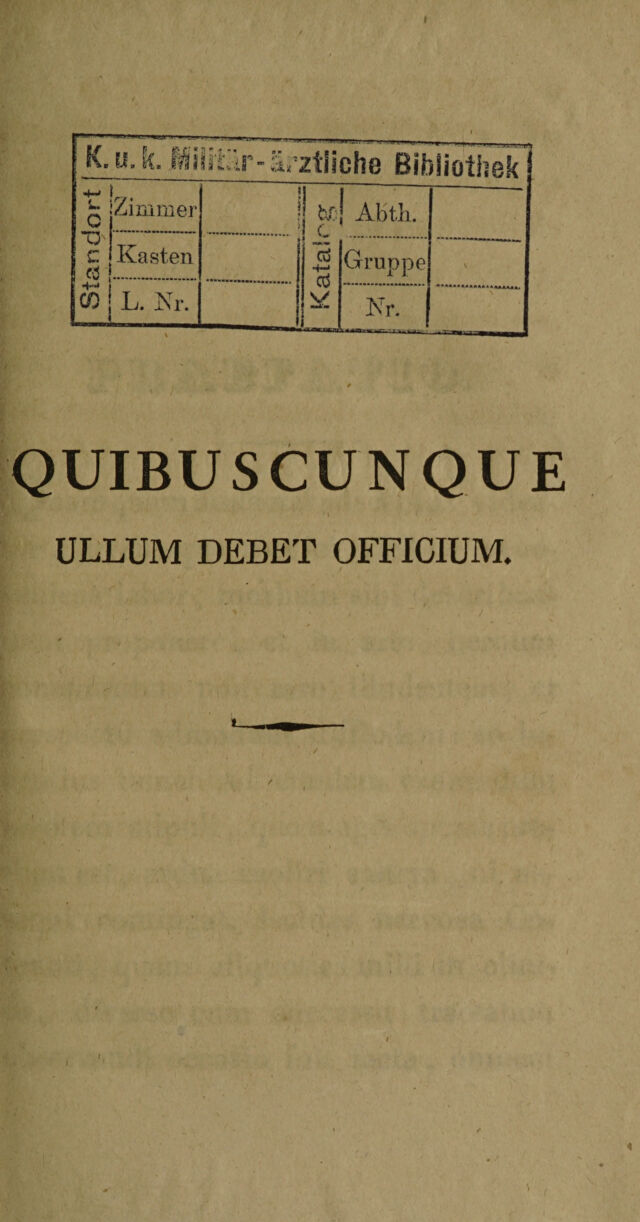 K. u. k. Militär-ärztliche Bibliothek
Standort
Zimmer
Kasten
L. Nr.
Katalog
Abth.
Gruppe
Nr.
QUIBUSCUNQUE
ULLUM DEBET OFFICIUM.